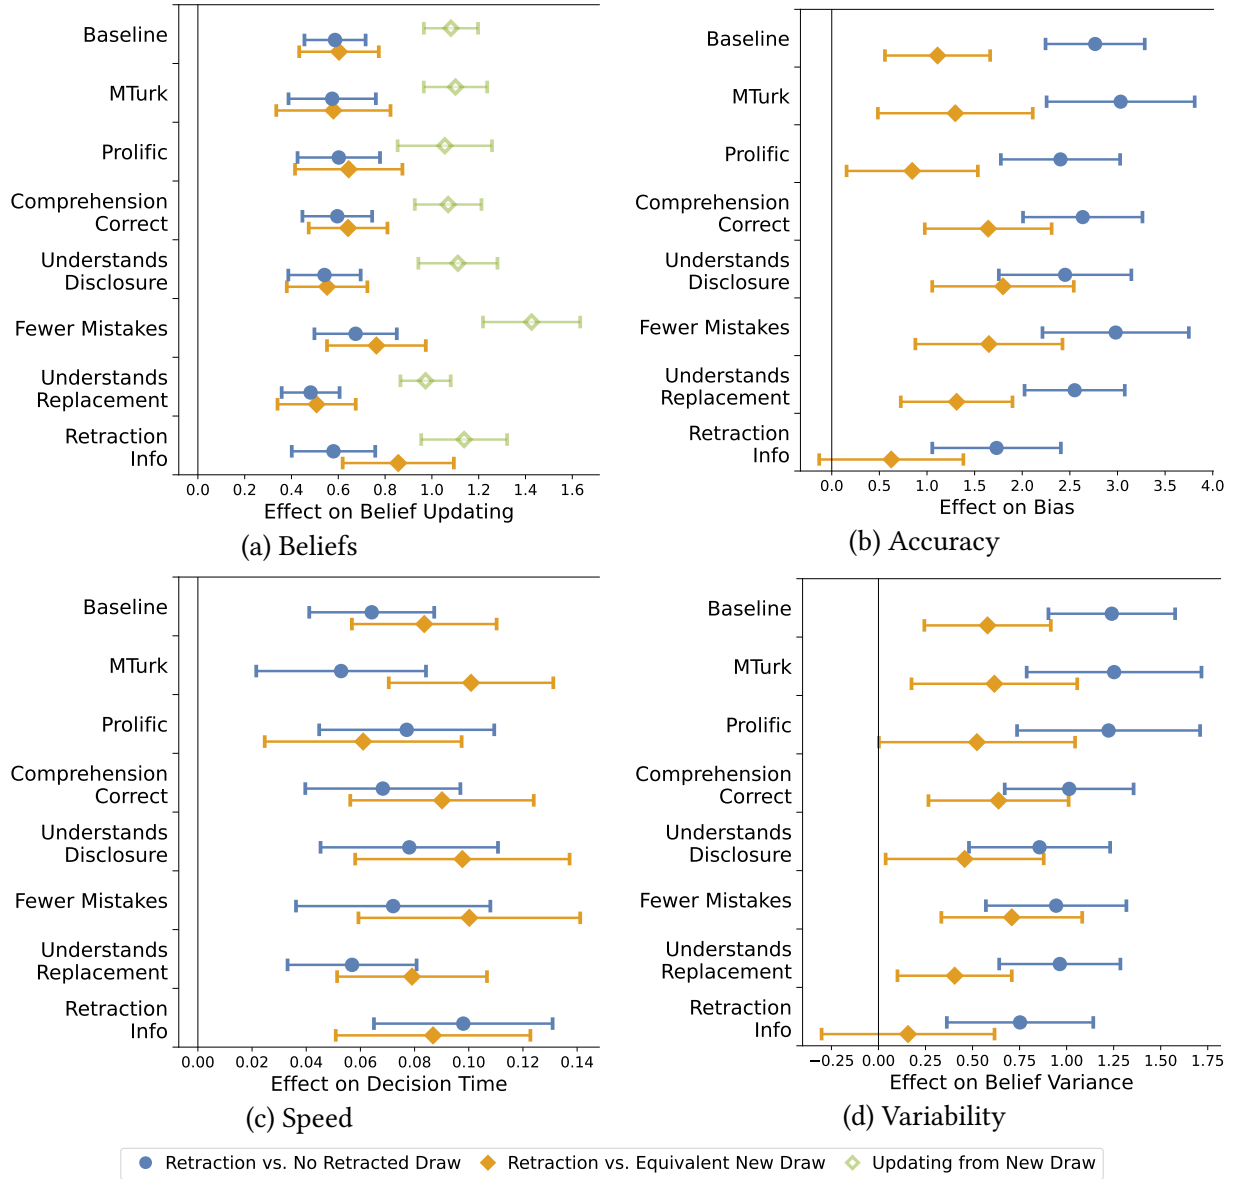 Baseline
MTurk
Prolific
Comprehension
Correct
Understands
Disclosure
Fewer Mistakes
Understands
Replacement
Retraction
Info
0.0 0.2 0.4 0.6 0.8 1.0 1.2 1.4 1.6
Effect on Belief Updating
(a) Beliefs
Baseline
MTurk
Prolific
Comprehension
Correct
Understands
Disclosure
Fewer Mistakes
Understands
Replacement
Retraction
Info
0.0 0.5 1.0 1.5 2.0 2.5 3.0 3.5 4.0
Effect on Bias
(b) Accuracy
Baseline
MTurk
Prolific
Comprehension
Correct
Understands
Disclosure
Fewer Mistakes
Understands
Replacement
Retraction
Info
0.00 0.02 0.04 0.06 0.08 0.10 0.12 0.14
Effect on Decision Time
(c) Speed
Baseline
MTurk
Prolific
Comprehension
Correct
Understands
Disclosure
Fewer Mistakes
Understands
Replacement
Retraction
Info
−0.25 0.00 0.25 0.50 0.75 1.00 1.25 1.50 1.75
Effect on Belief Variance
(d) Variability
Retraction vs. No Retracted Draw Retraction vs. Equivalent New Draw Updating from New Draw